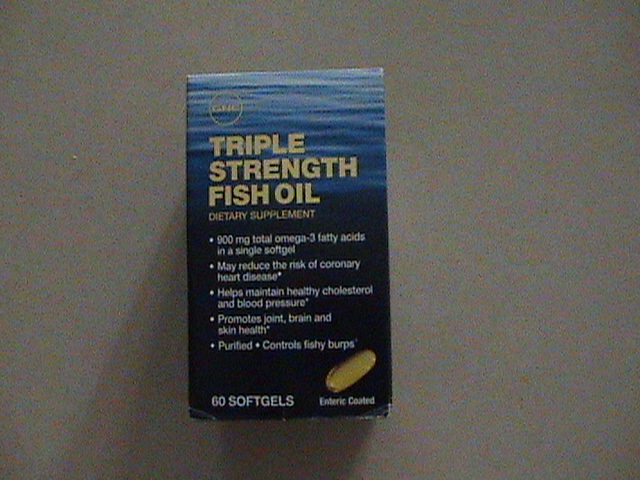 GNC
TRIPLE
STRENGTH
FISH OIL
DIETARY SUPPLEMENT
• 900 mg total omega-3 fatty acids
in a single softgel
• May reduce the risk of coronary
heart disease*
• Helps maintain healthy cholesterol
and blood pressure*
• Promotes joint, brain and
skin health*
• Purified • Controls fishy burps*
60 SOFTGELS
Enteric Coated